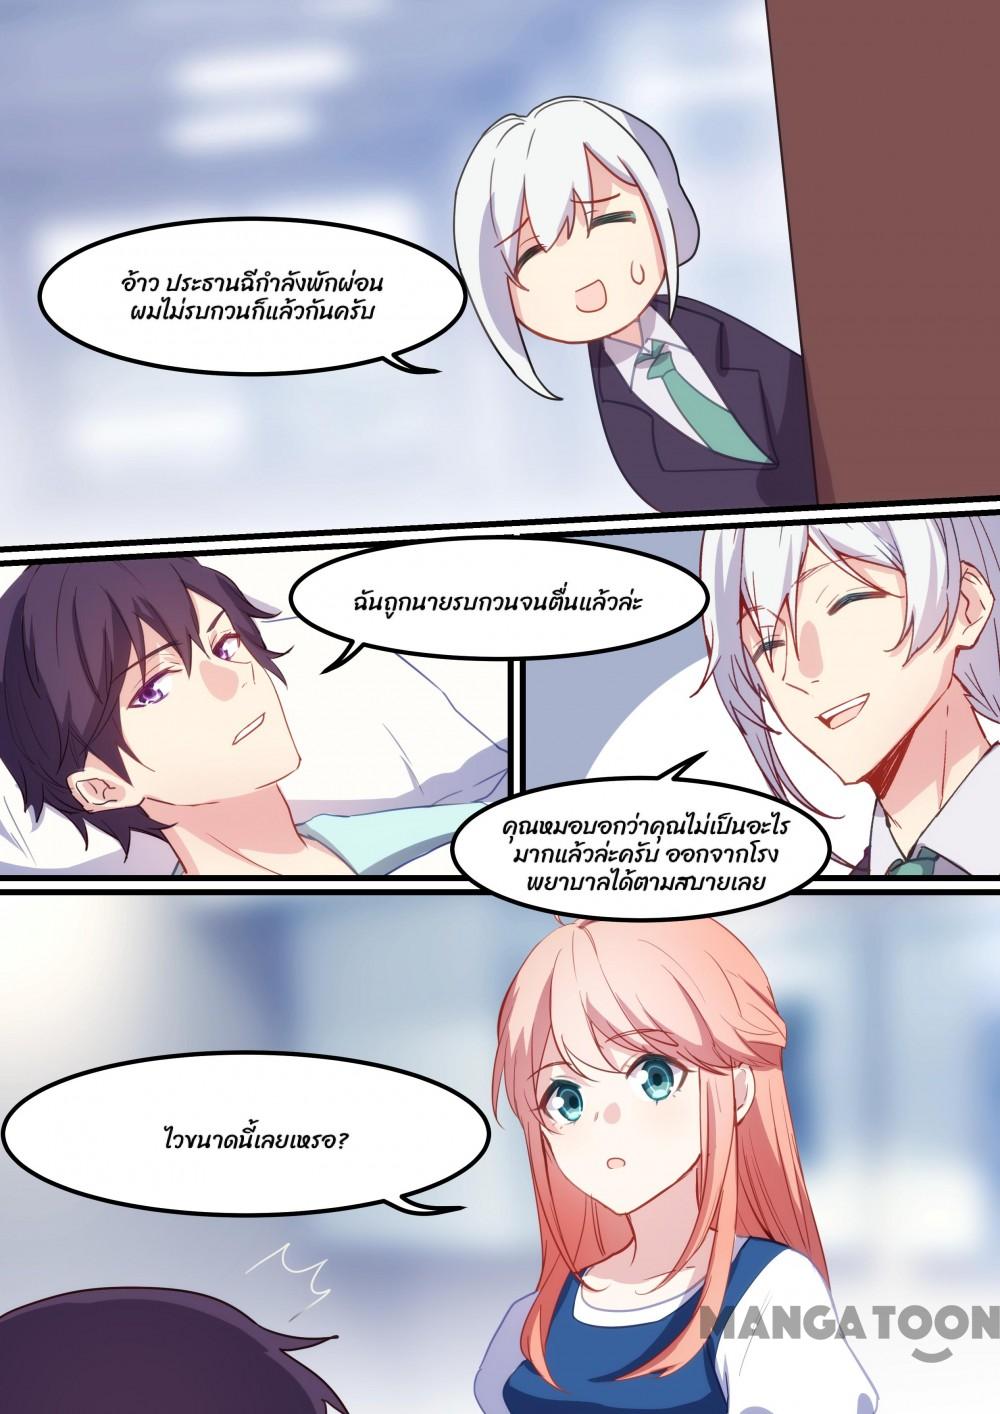 อ้าว ประธานฉีกำลังพักผ่อน
ผมไม่รบกวนก็แล้วกันครับ
ฉันถูกนายรบกวนจนตื่นแล้วล่ะ
คุณหมอบอกว่าคุณไม่เป็นอะไร
มากแล้วล่ะครับ ออกจากโรง
พยาบาลได้ตามสบายเลย
ไวขนาดนี้เลยเหรอ?
MANGATOON